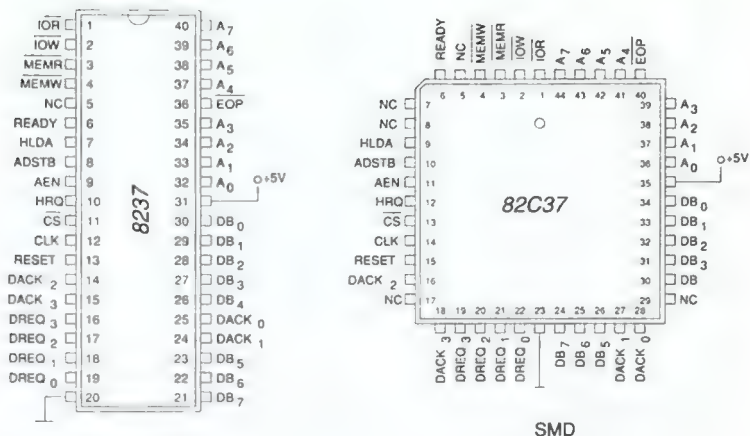 IOR 1 40 A7
IOW 2 39 A6
MEMR 3 38 A5
MEMW 4 37 A4
NC 5 36 EOP
READY 6 35 A3
HLDA 7 34 A2
ADSTB 8 33 A1
AEN 9 32 A0
HRQ 10 31 +5V
CS 11 30 DB0
CLK 12 29 DB1
RESET 13 28 DB2
DACK 2 14 27 DB3
DACK 3 15 26 DB4
DREQ 3 16 25 DACK 0
DREQ 2 17 24 DACK 1
DREQ 1 18 23 DB5
DREQ 0 19 22 DB6
20 21 DB7
8237
READY NC MEMW MEMR IOW IOR A7 A6 A5 A4 EOP
6 5 4 3 2 1 44 43 42 41 40
NC 7 39 A3
NC 8 38 A2
HLDA 9 37 A1
ADSTB 10 36 A0
AEN 11 35 +5V
HRQ 12 34 DB0
CS 13 33 DB1
CLK 14 32 DB2
RESET 15 31 DB3
DACK 2 16 30 DB
NC 17 29 NC
82C37
18 19 20 21 22 23 24 25 26 27 28
DACK 3 DREQ 3 DREQ 2 DREQ 1 DREQ 0 DB7 DB6 DB5 DACK 1 DACK 0
SMD